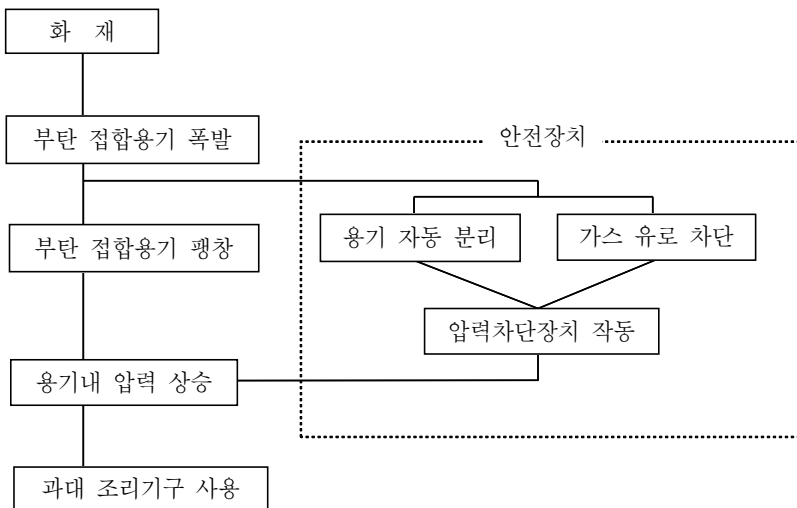 화 재
부탄 접합용기 폭발
안전장치
부탄 접합용기 팽창
용기 자동 분리
가스 유로 차단
압력차단장치 작동
용기내 압력 상승
과대 조리기구 사용